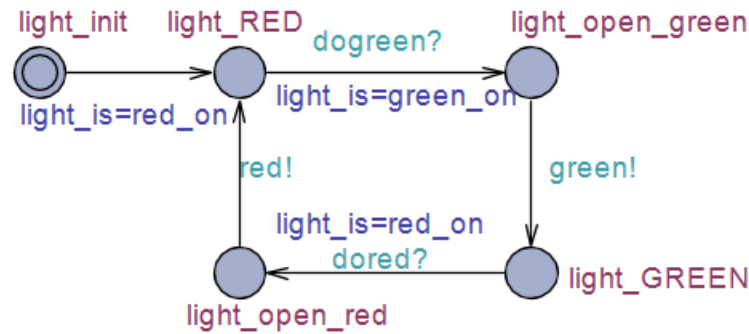 light_init
light_RED
dogreen?
light_open_green
light_is=red_on
light_is=green_on
red!
green!
light_is=red_on
dored?
light_GREEN
light_open_red